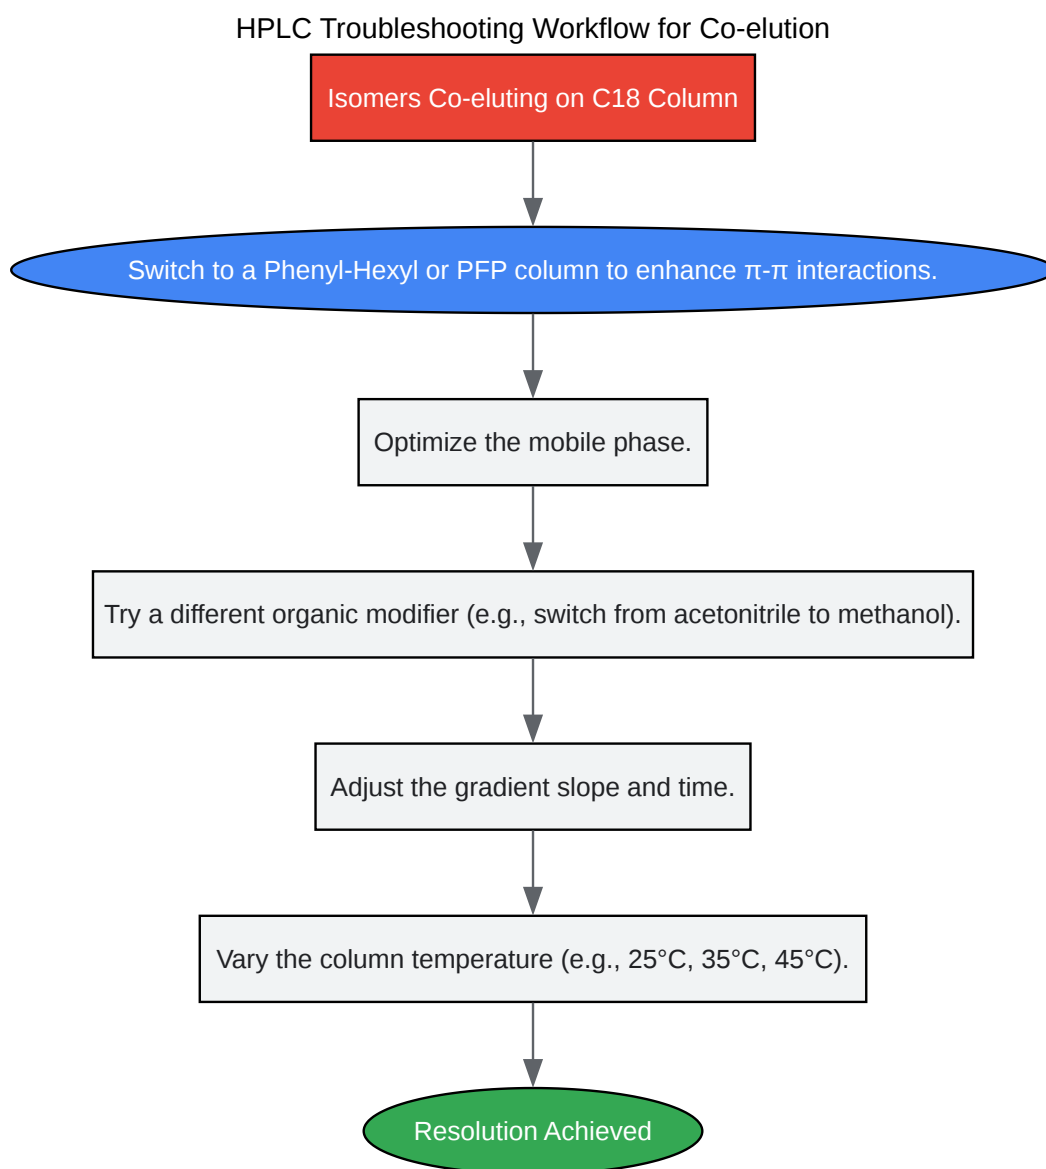 HPLC Troubleshooting Workflow for Co-elution
Isomers Co-eluting on C18 Column
Switch to a Phenyl-Hexyl or PFP column to enhance π-π interactions.
Optimize the mobile phase.
Try a different organic modifier (e.g., switch from acetonitrile to methanol).
Adjust the gradient slope and time.
Vary the column temperature (e.g., 25°C, 35°C, 45°C).
Resolution Achieved